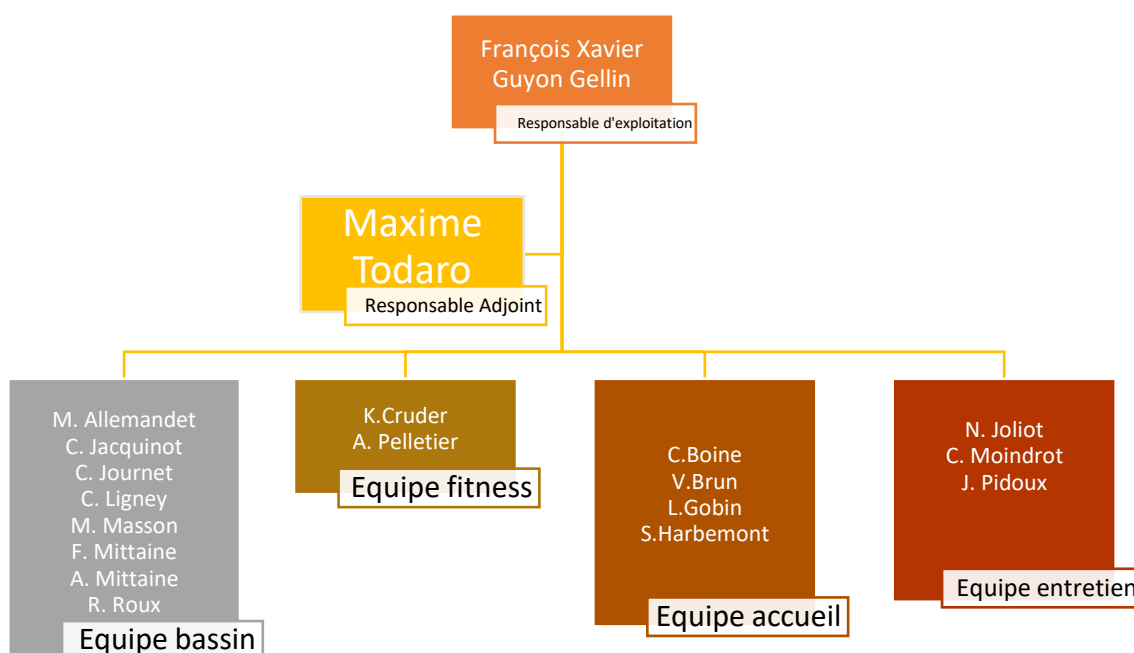 François Xavier
Guyon Gellin
Responsable d'exploitation
Maxime
Todaro
Responsable Adjoint
M. Allemandet
C. Jacquinot
C. Journet
C. Ligney
M. Masson
F. Mittaine
A. Mittaine
R. Roux
Equipe bassin
K.Cruder
A. Pelletier
Equipe fitness
C.Boine
V.Brun
L.Gobin
S.Harbemont
Equipe accueil
N. Joliot
C. Moindrot
J. Pidoux
Equipe entretien